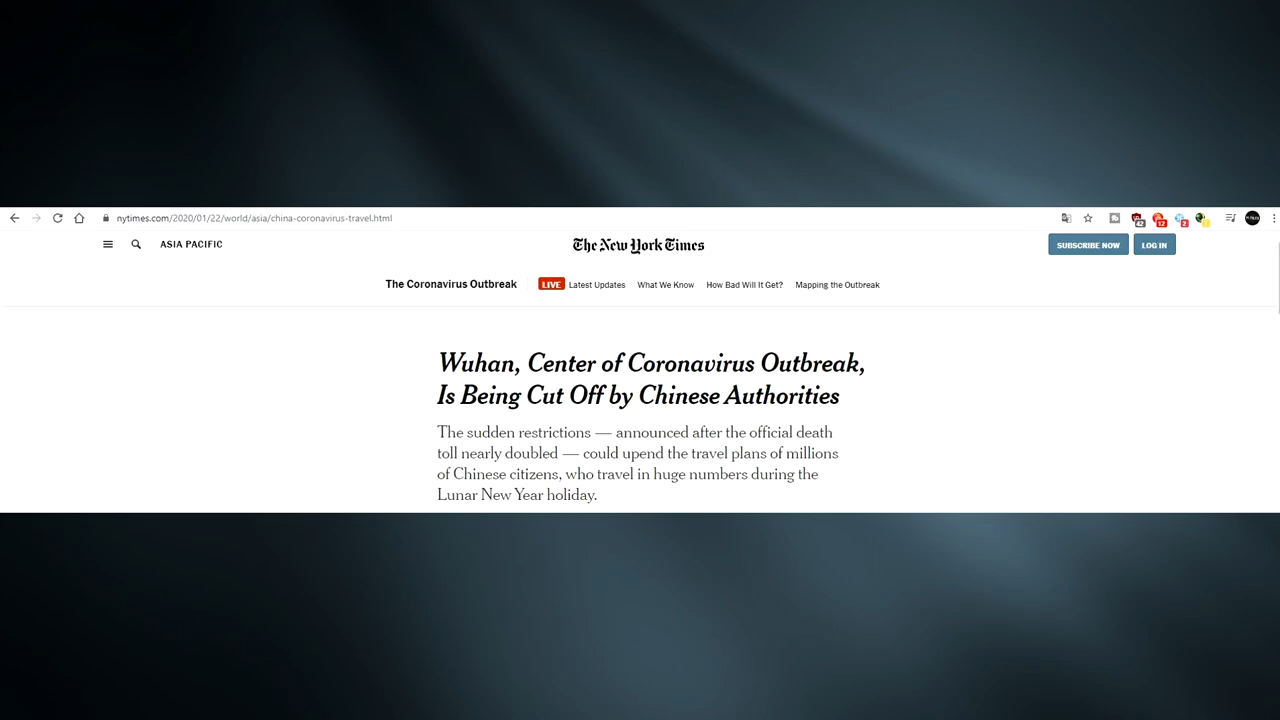 nytimes.com/2020/01/22/world/asia/china-coronavirus-travel.html
42 12 2 1
ASIA PACIFIC
The New York Times
SUBSCRIBE NOW
LOG IN
The Coronavirus Outbreak
LIVE Latest Updates
What We Know
How Bad Will It Get?
Mapping the Outbreak
Wuhan, Center of Coronavirus Outbreak,
Is Being Cut Off by Chinese Authorities
The sudden restrictions — announced after the official death
toll nearly doubled — could upend the travel plans of millions
of Chinese citizens, who travel in huge numbers during the
Lunar New Year holiday.